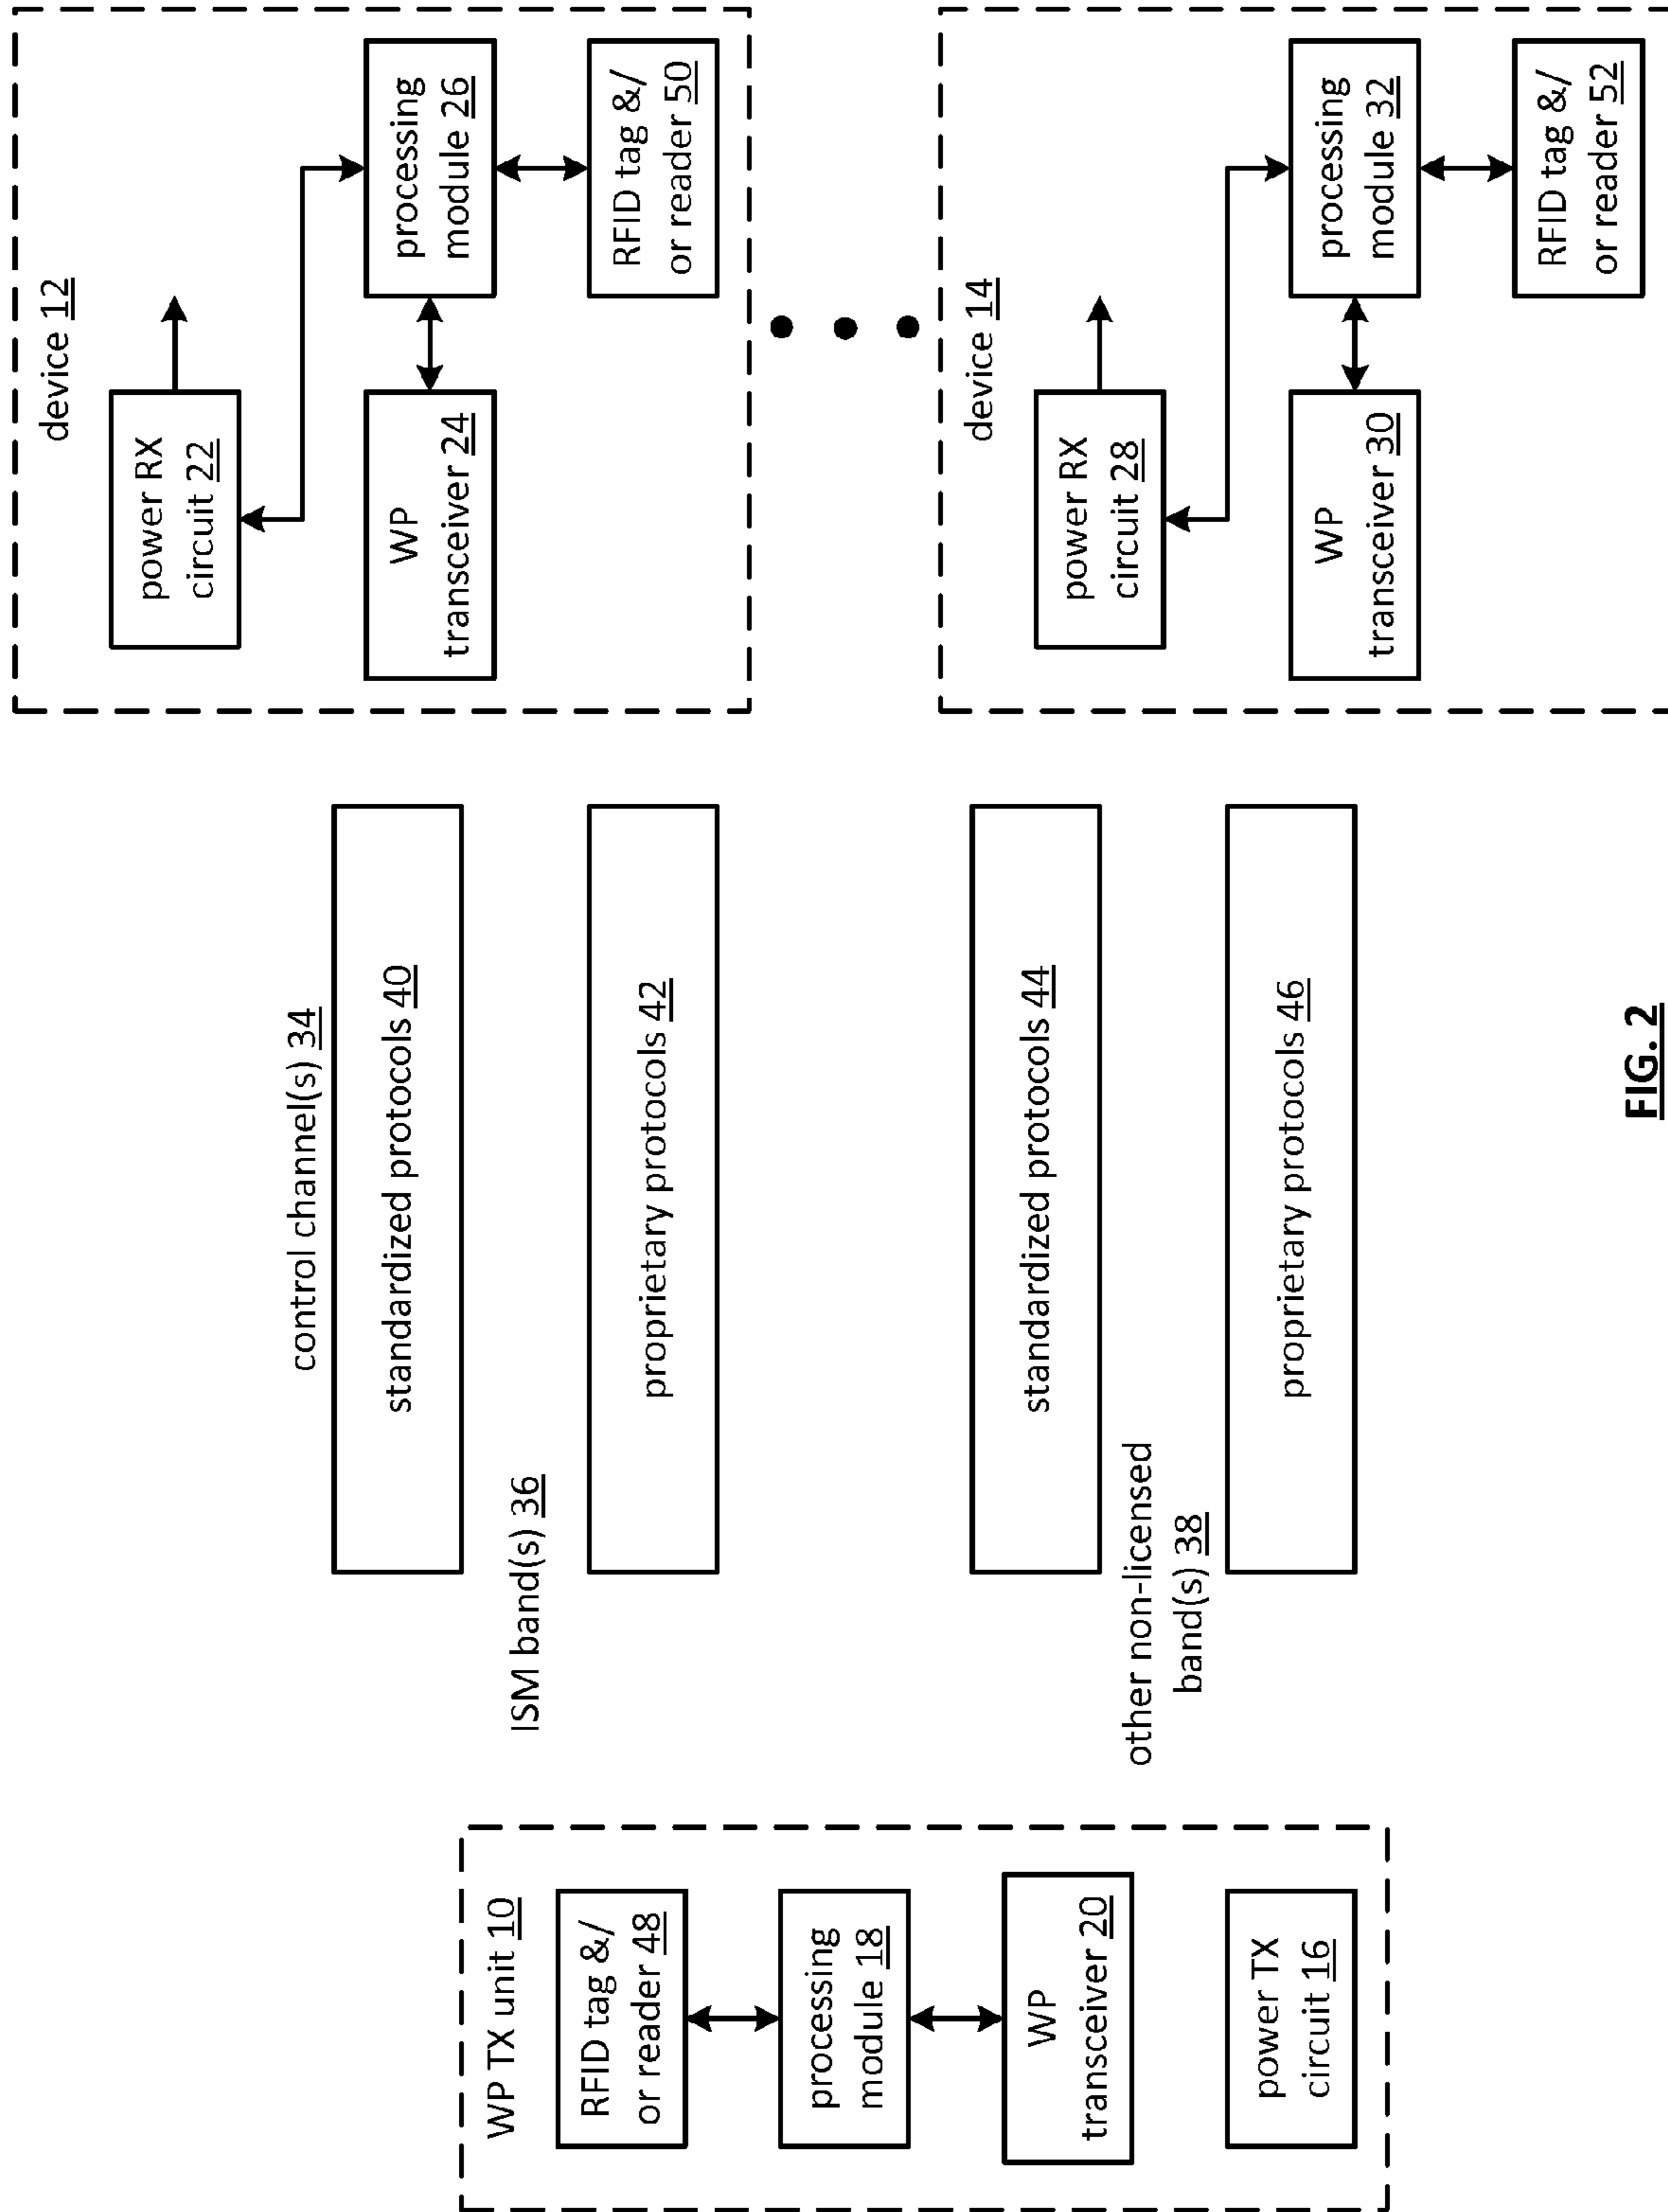 WP TX unit 10
RFID tag &/
or reader 48
processing
module 18
WP
transceiver 20
power TX
circuit 16
control channel(s) 34
standardized protocols 40
ISM band(s) 36
proprietary protocols 42
standardized protocols 44
other non-licensed
band(s) 38
proprietary protocols 46
device 12
power RX
circuit 22
WP
transceiver 24
processing
module 26
RFID tag &/
or reader 50
device 14
power RX
circuit 28
WP
transceiver 30
processing
module 32
RFID tag &/
or reader 52
FIG. 2